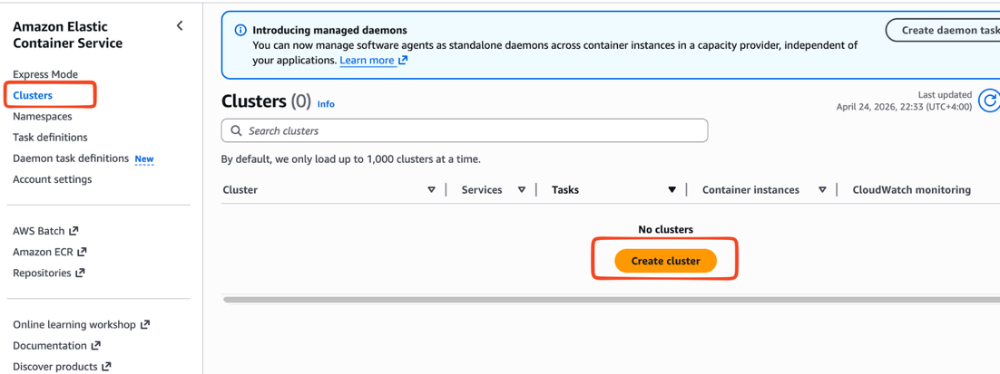 Amazon Elastic
Container Service
Express Mode
Clusters
Namespaces
Task definitions
Daemon task definitions New
Account settings
AWS Batch
Amazon ECR
Repositories
Online learning workshop
Documentation
Discover products
Introducing managed daemons
You can now manage software agents as standalone daemons across container instances in a capacity provider, independent of
your applications. Learn more
Create daemon task
Clusters (0) Info
Last updated
April 24, 2026, 22:33 (UTC+4:00)
Search clusters
By default, we only load up to 1,000 clusters at a time.
Cluster Services Tasks Container instances CloudWatch monitoring
No clusters
Create cluster